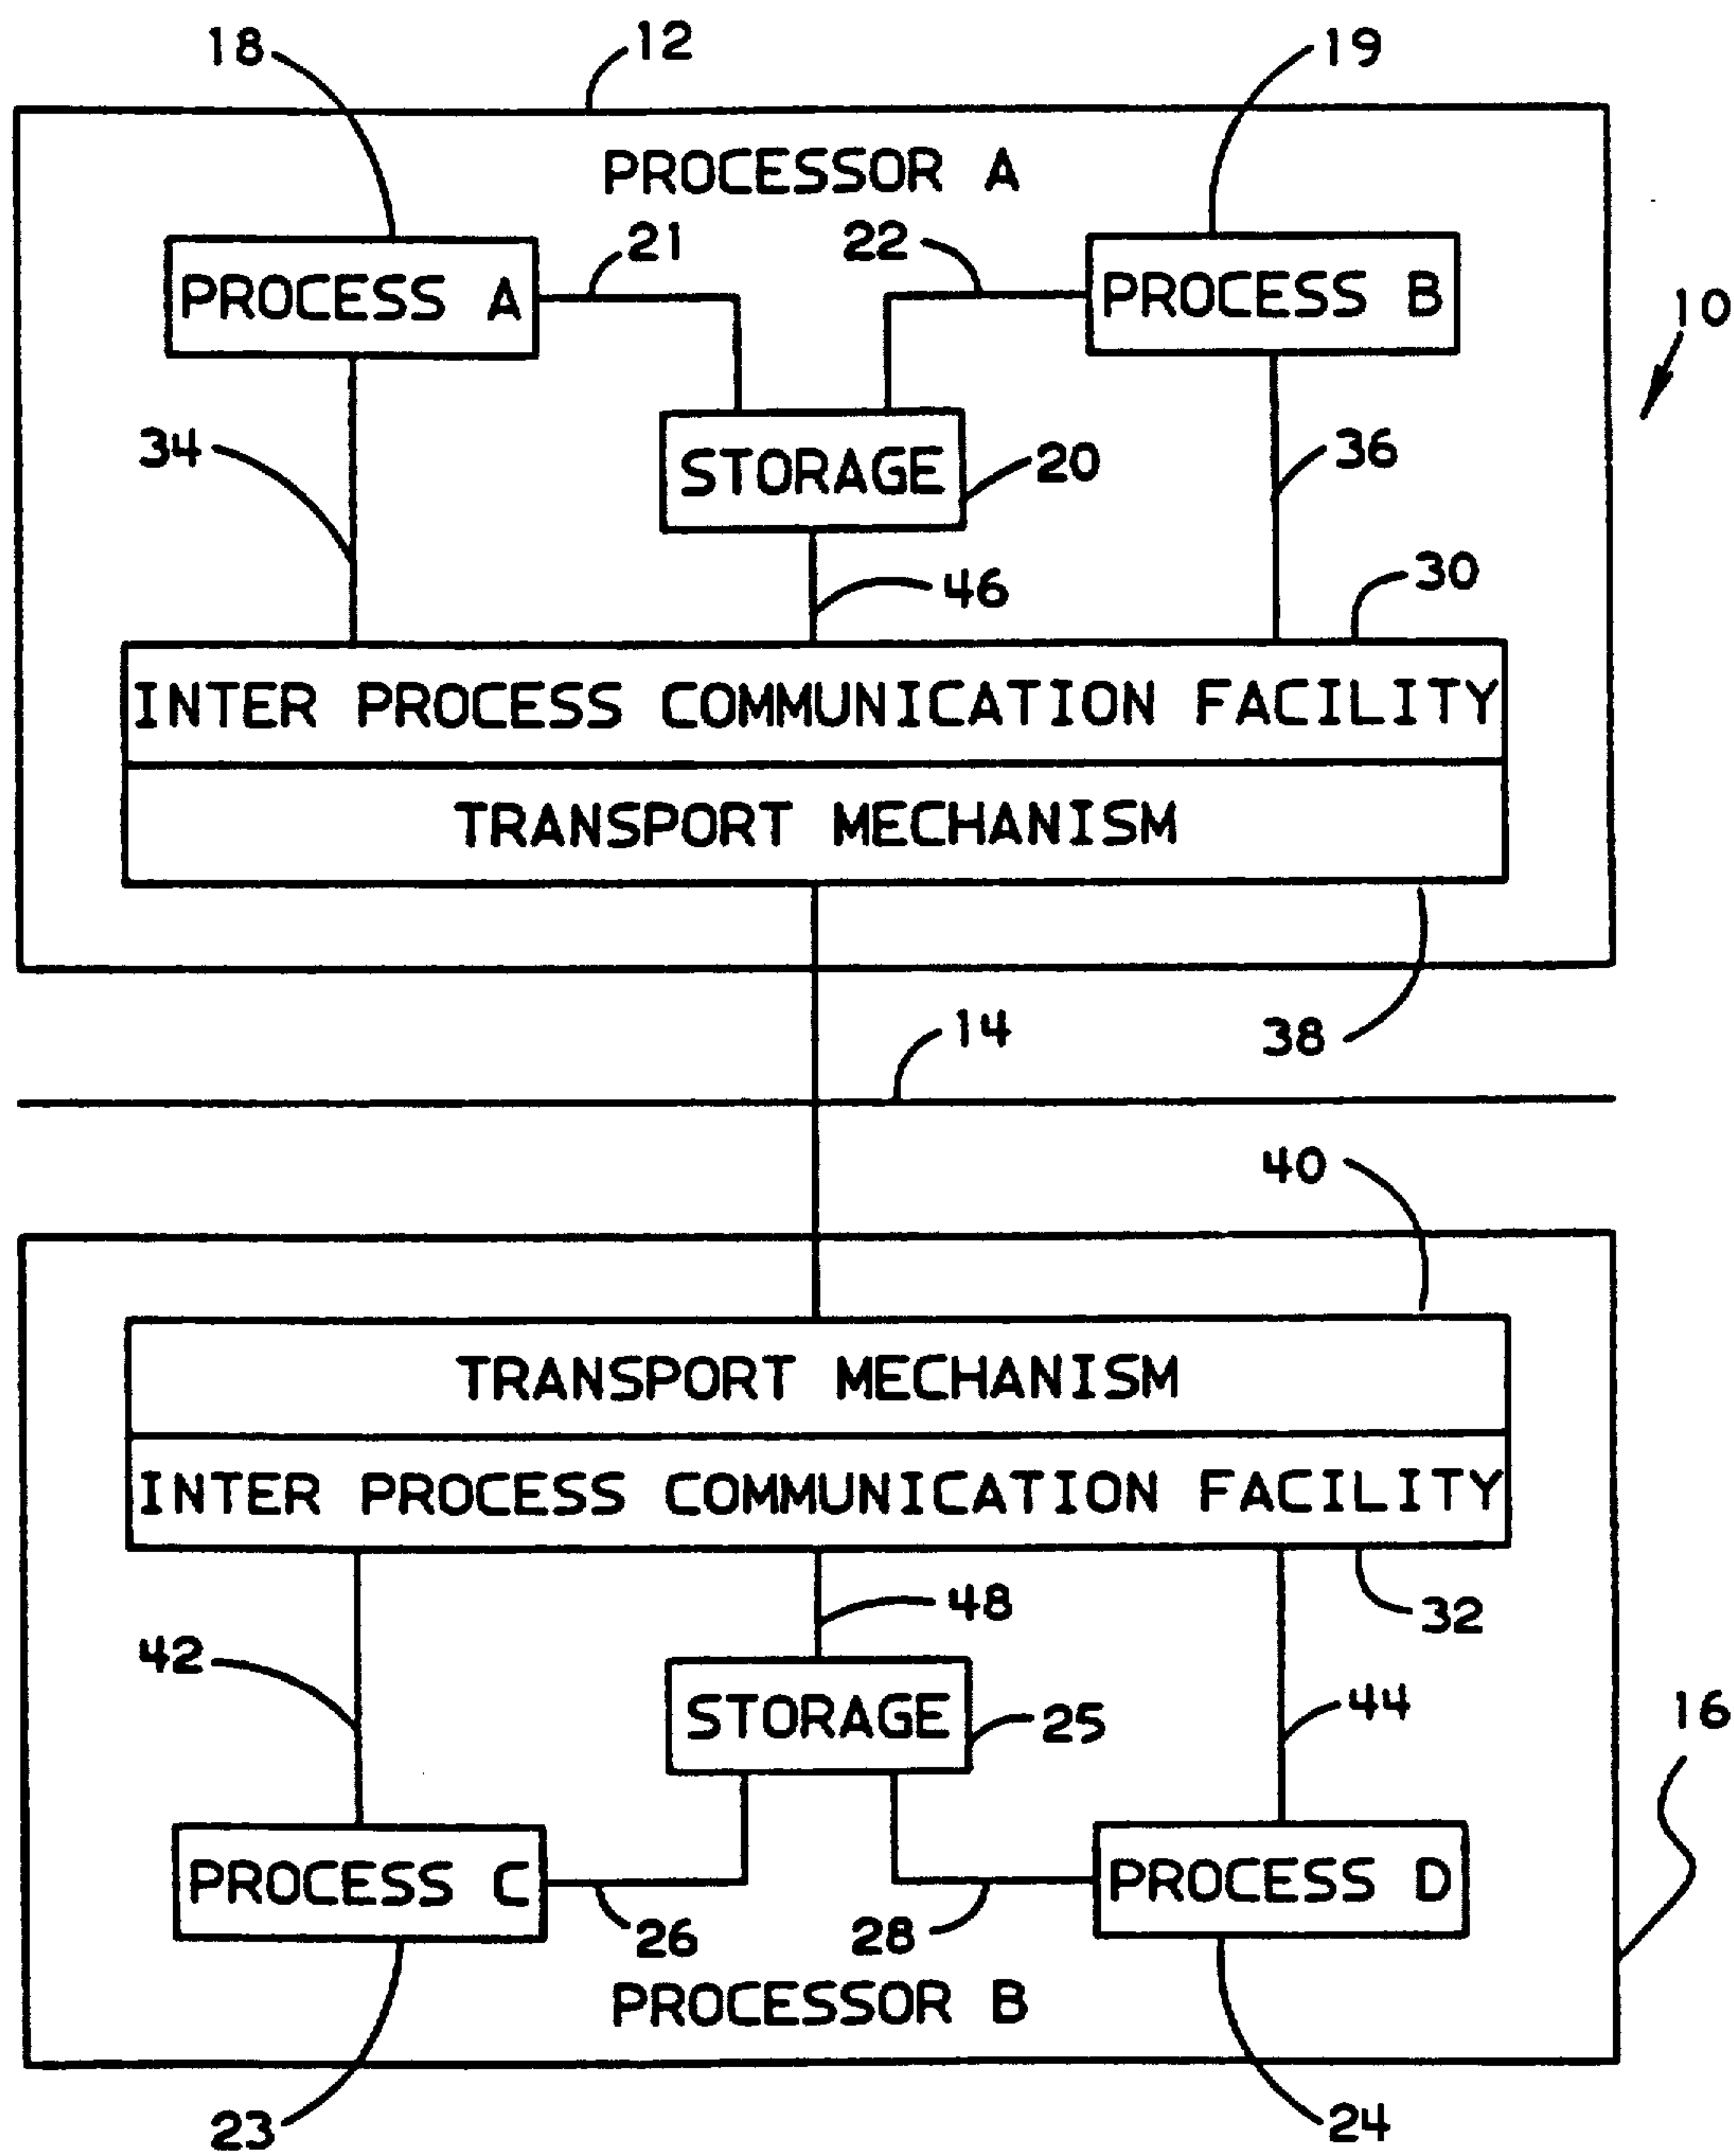 18
12
19
PROCESSOR A
21
22
PROCESS A
PROCESS B
10
34
STORAGE
20
36
46
30
INTER PROCESS COMMUNICATION FACILITY
TRANSPORT MECHANISM
14
38
40
TRANSPORT MECHANISM
INTER PROCESS COMMUNICATION FACILITY
48
32
42
STORAGE
25
44
16
PROCESS C
PROCESS D
26
28
PROCESSOR B
23
24